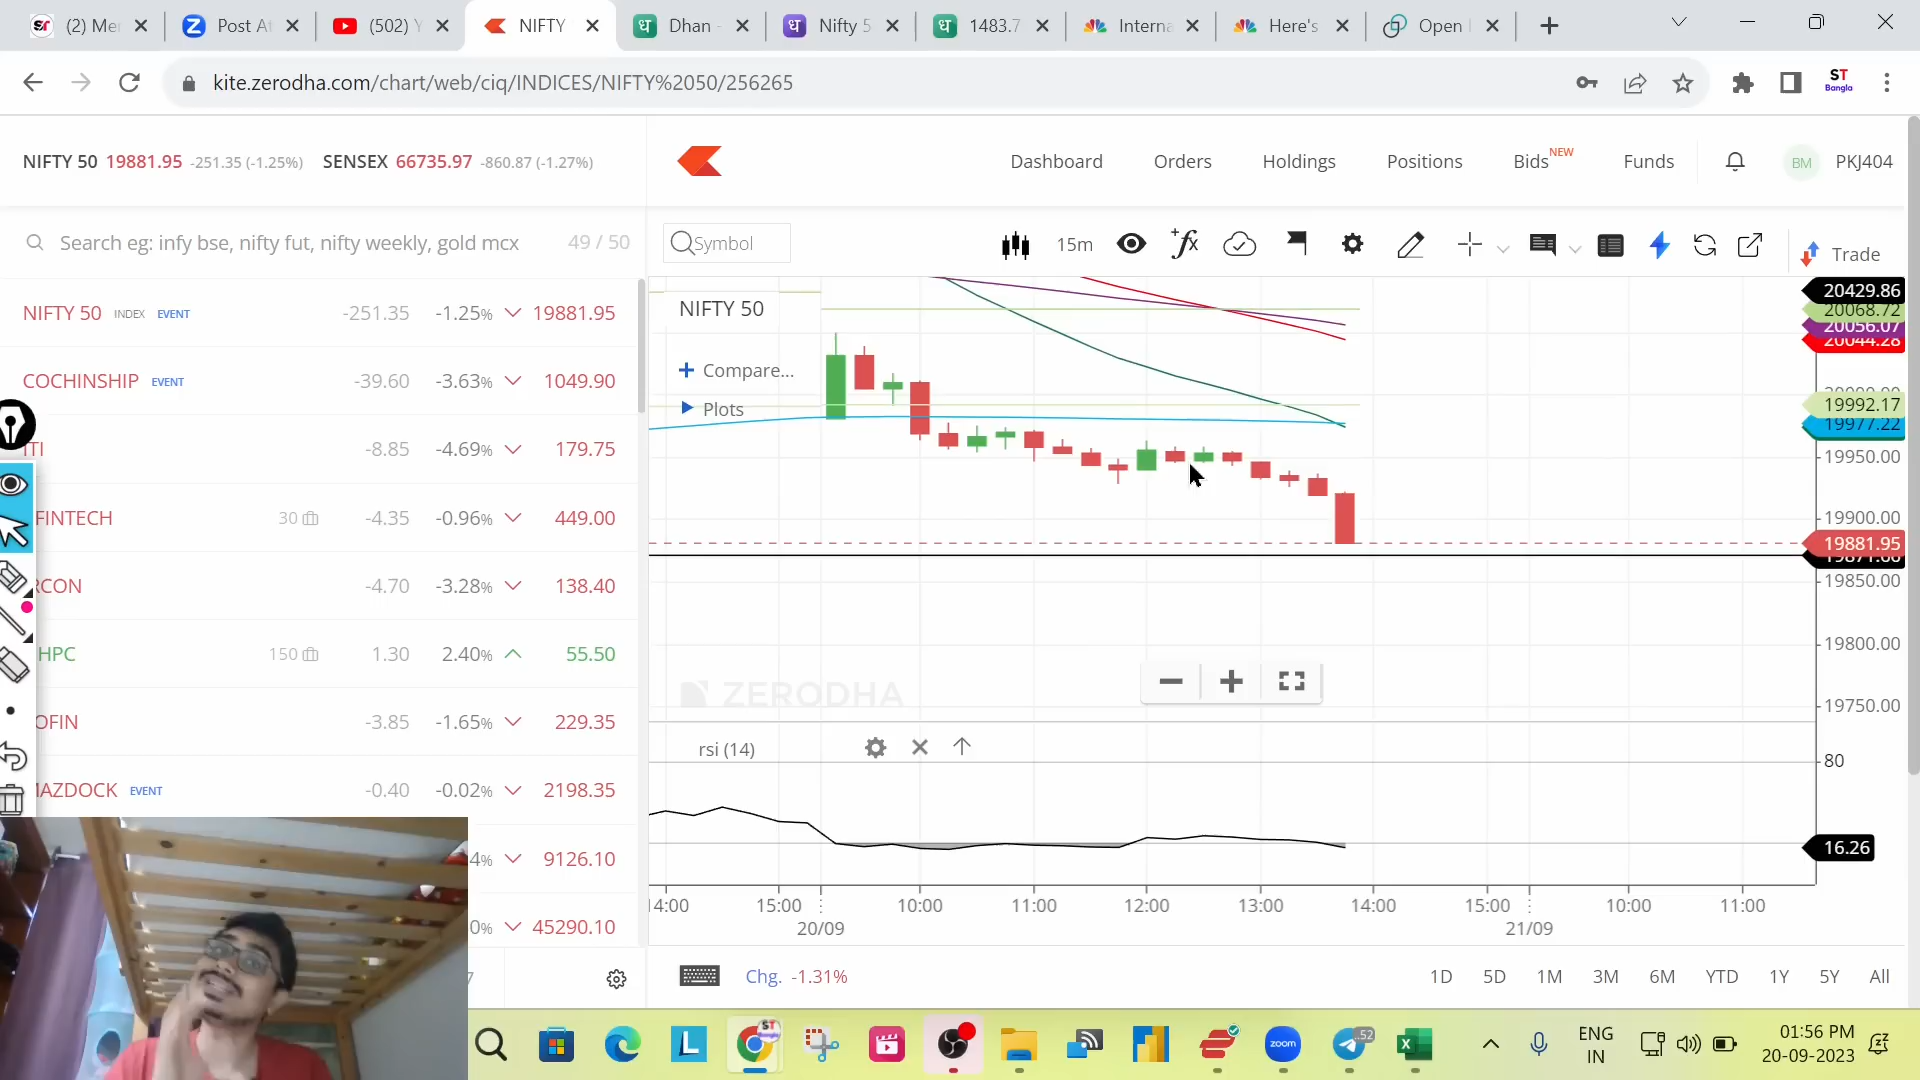 (2) Me
Post At
(502) Y
NIFTY
Dhan -
Nifty 5
1483.7
Interna
Here's
Open
kite.zerodha.com/chart/web/ciq/INDICES/NIFTY%2050/256265
ST
Bangla
NIFTY 50 19881.95 -251.35 (-1.25%) SENSEX 66735.97 -860.87 (-1.27%)
Dashboard Orders Holdings Positions Bids NEW Funds BM PKJ404
Search eg: infy bse, nifty fut, nifty weekly, gold mcx 49 / 50
Symbol 15m Trade
NIFTY 50 INDEX EVENT -251.35 -1.25% 19881.95
COCHINSHIP EVENT -39.60 -3.63% 1049.90
ITI -8.85 -4.69% 179.75
FINTECH 30 -4.35 -0.96% 449.00
RCON -4.70 -3.28% 138.40
HPC 150 1.30 2.40% 55.50
OFIN -3.85 -1.65% 229.35
MAZDOCK EVENT -0.40 -0.02% 2198.35
4% 9126.10
0% 45290.10
7
NIFTY 50
Compare...
Plots
20429.86
20068.72
20056.07
20044.28
19992.17
19977.22
19950.00
19900.00
19881.95
19850.00
19800.00
19750.00
ZERODHA
rsi (14)
80
16.26
14:00 15:00 10:00 11:00 12:00 13:00 14:00 15:00 10:00 11:00
20/09 21/09
Chg. -1.31%
1D 5D 1M 3M 6M YTD 1Y 5Y All
L
ST
zoom
52
X
ENG
IN
01:56 PM
20-09-2023